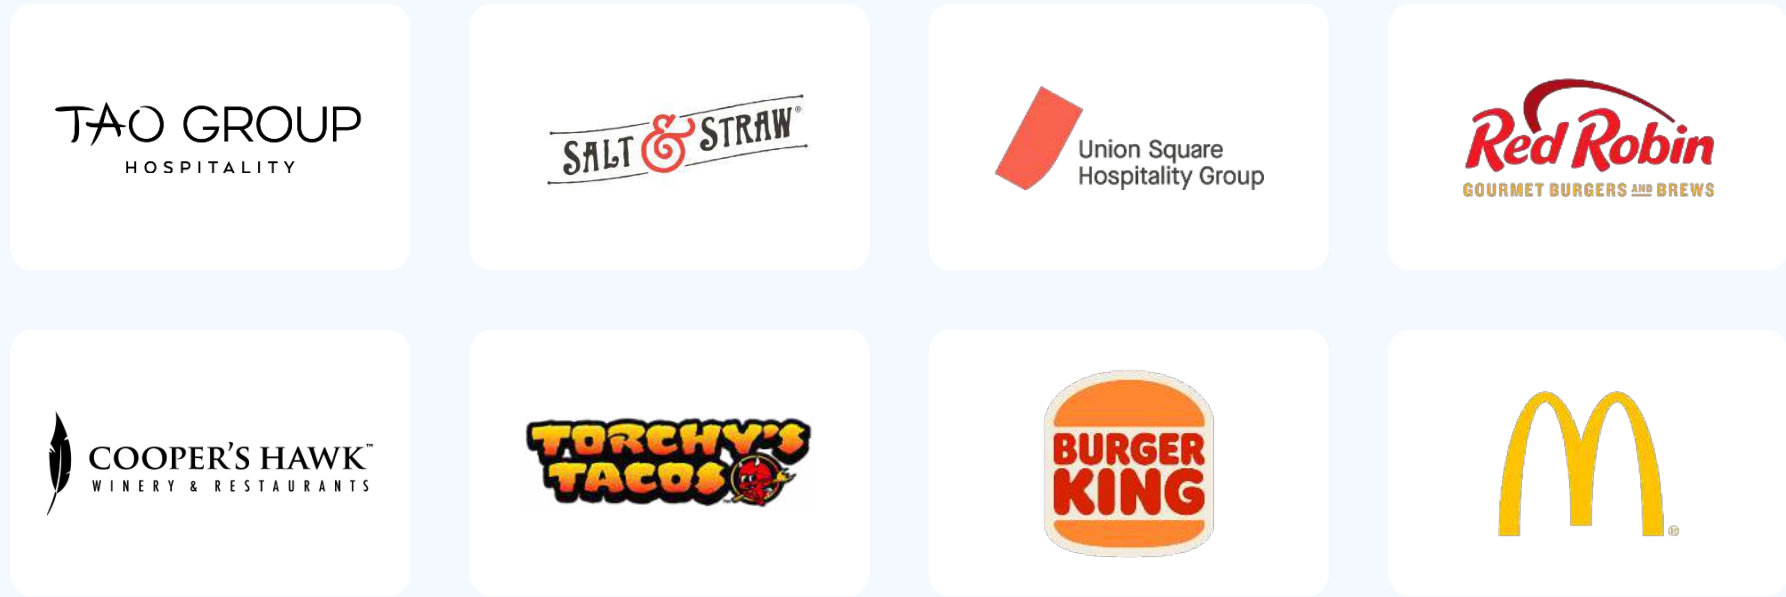 TAO GROUP
HOSPITALITY
SALT & STRAW®
Union Square
Hospitality Group
Red Robin
GOURMET BURGERS AND BREWS
COOPER'S HAWK™
WINERY & RESTAURANTS
TORCHY'S
TACOS
BURGER
KING
M®